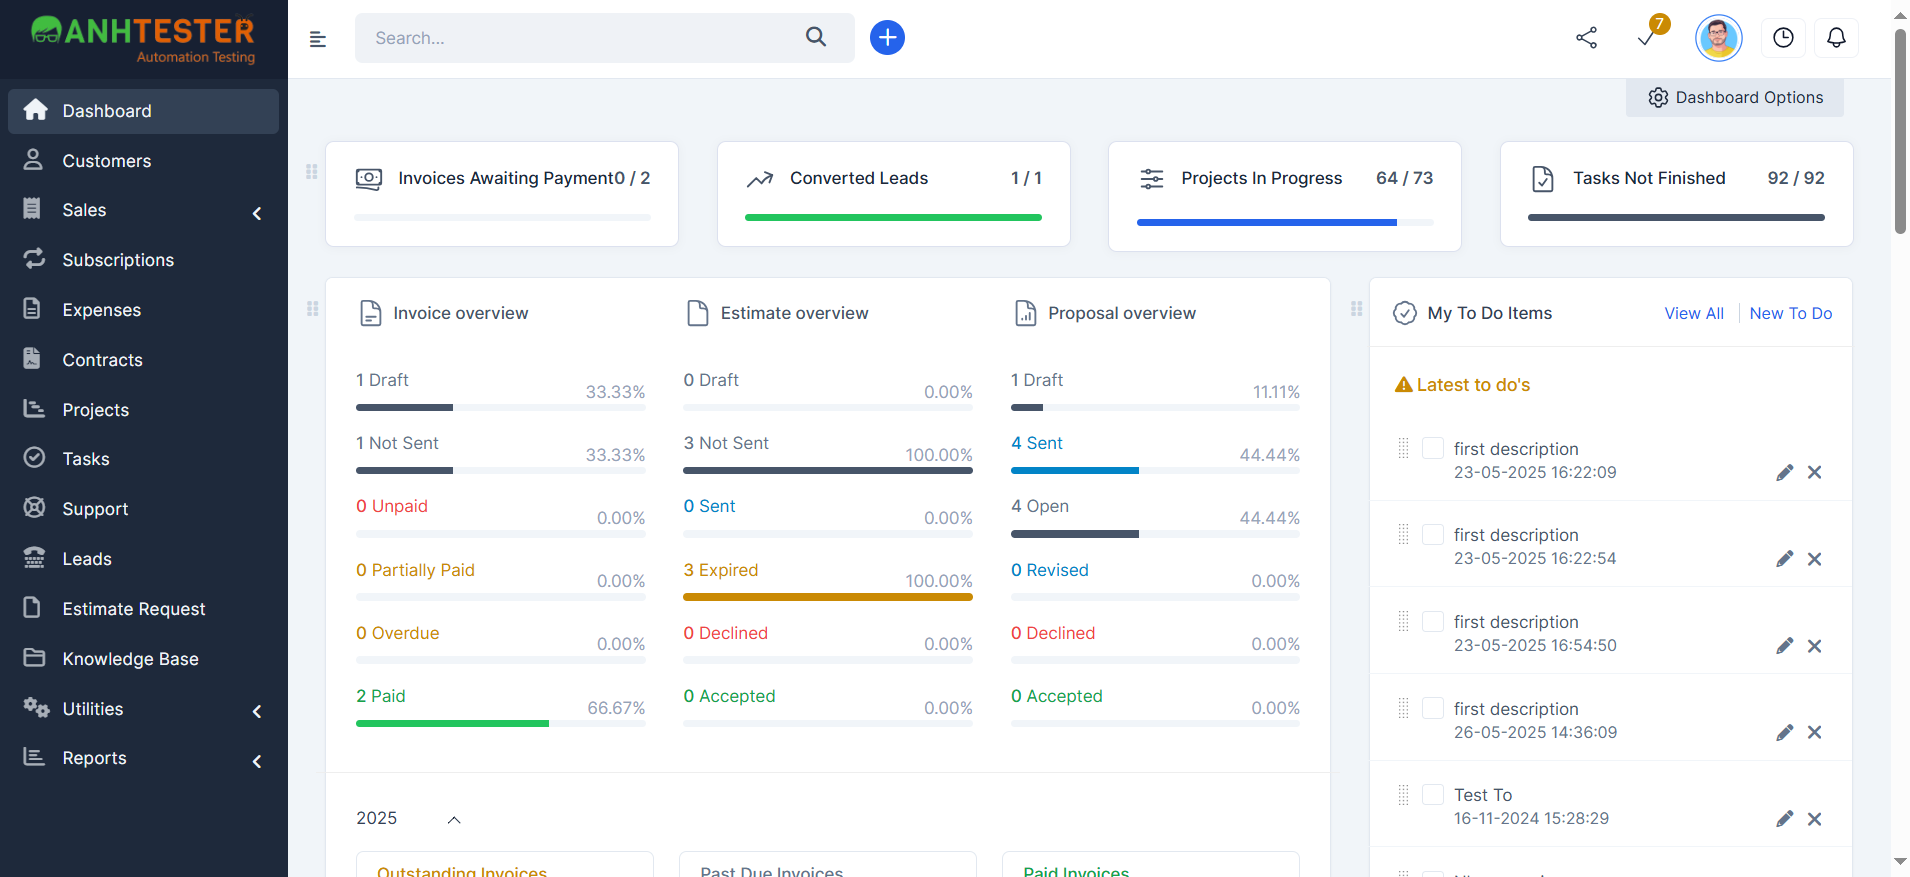 ANHTESTER
Automation Testing
Search...
7
Dashboard Options
Dashboard
Customers
Sales
Subscriptions
Expenses
Contracts
Projects
Tasks
Support
Leads
Estimate Request
Knowledge Base
Utilities
Reports
Invoices Awaiting Payment 0 / 2
Converted Leads 1 / 1
Projects In Progress 64 / 73
Tasks Not Finished 92 / 92
Invoice overview
1 Draft 33.33%
1 Not Sent 33.33%
0 Unpaid 0.00%
0 Partially Paid 0.00%
0 Overdue 0.00%
2 Paid 66.67%
Estimate overview
0 Draft 0.00%
3 Not Sent 100.00%
0 Sent 0.00%
3 Expired 100.00%
0 Declined 0.00%
0 Accepted 0.00%
Proposal overview
1 Draft 11.11%
4 Sent 44.44%
4 Open 44.44%
0 Revised 0.00%
0 Declined 0.00%
0 Accepted 0.00%
2025
Outstanding Invoices
Past Due Invoices
Paid Invoices
My To Do Items View All New To Do
Latest to do's
first description
23-05-2025 16:22:09
first description
23-05-2025 16:22:54
first description
23-05-2025 16:54:50
first description
26-05-2025 14:36:09
Test To
16-11-2024 15:28:29